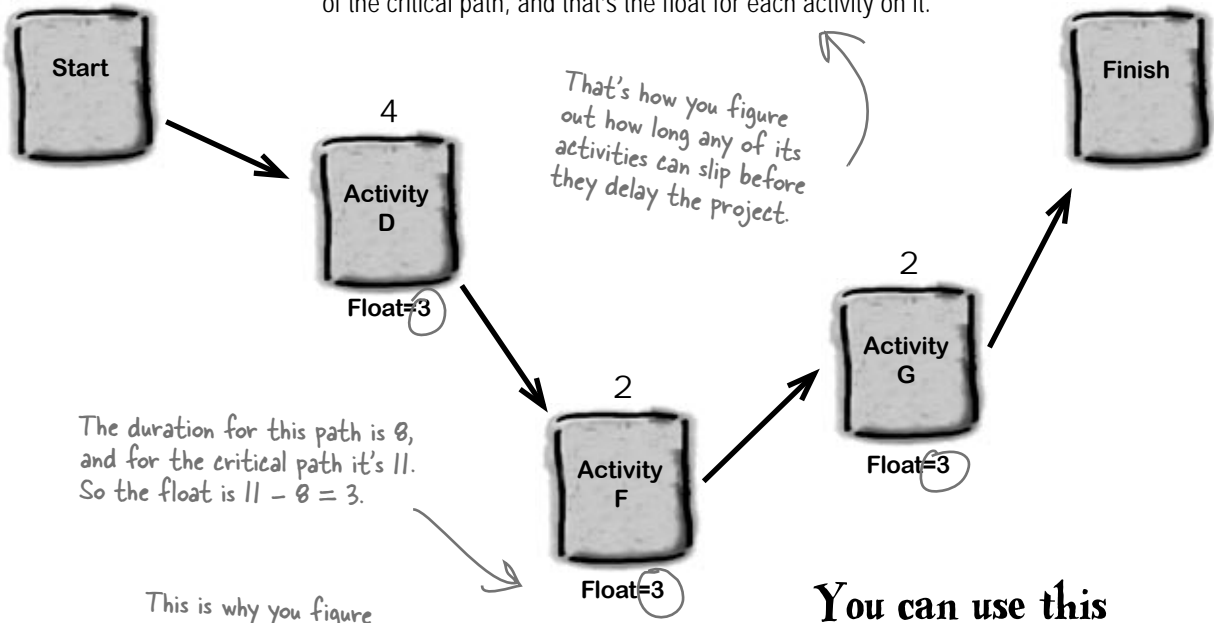 of the critical path, and that's the float for each activity on it.
Start
Finish
That's how you figure
out how long any of its
activities can slip before
they delay the project.
4
Activity
D
Float=3
2
Activity
G
Float=3
2
Activity
F
Float=3
The duration for this path is 8,
and for the critical path it's 11.
So the float is 11 – 8 = 3.
This is why you figure
You can use this